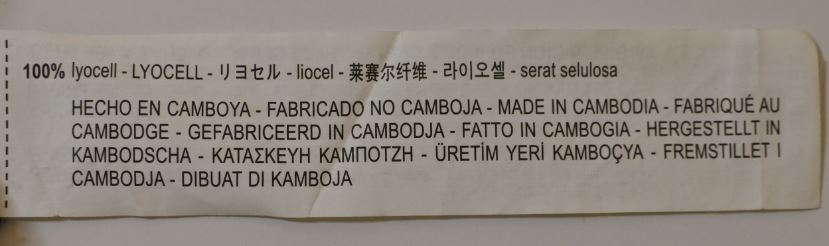 100% lyocell - LYOCELL - リヨセル - liocel - 莱赛尔纤维 - 라이오셀 - serat selulosa
HECHO EN CAMBOYA - FABRICADO NO CAMBOJA - MADE IN CAMBODIA - FABRIQUÉ AU
CAMBODGE - GEFABRICEERD IN CAMBODJA - FATTO IN CAMBOGIA - HERGESTELLT IN
KAMBODSCHA - ΚΑΤΑΣΚΕΥΗ ΚΑΜΠΟΤΖΗ - ÜRETİM YERİ KAMBOÇYA - FREMSTILLET I
CAMBODJA - DIBUAT DI KAMBOJA